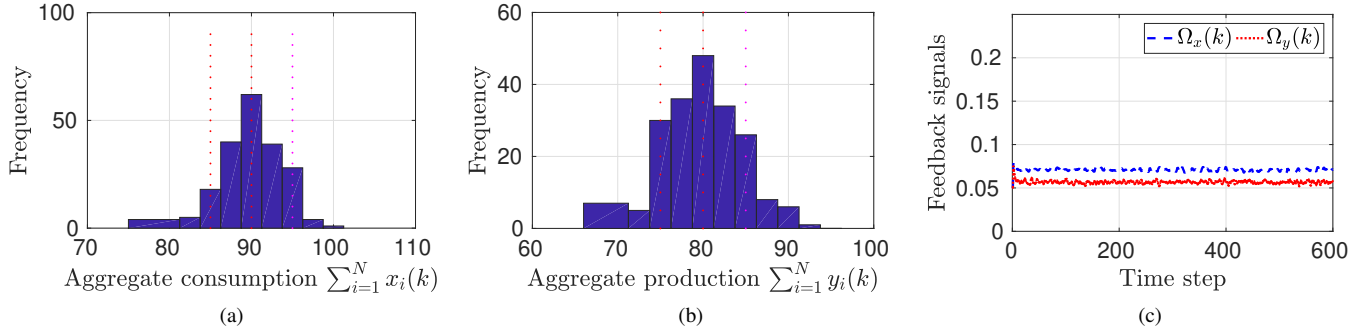 100
50
0
70
80
90
100
110
Frequency
Aggregate consumption $\sum_{i=1}^{N} x_i(k)$
(a)
60
40
20
0
60
70
80
90
100
Frequency
Aggregate production $\sum_{i=1}^{N} y_i(k)$
(b)
0.2
0.15
0.1
0.05
0
0
200
400
600
Feedback signals
Ω_x(k) Ω_y(k)
Time step
(c)